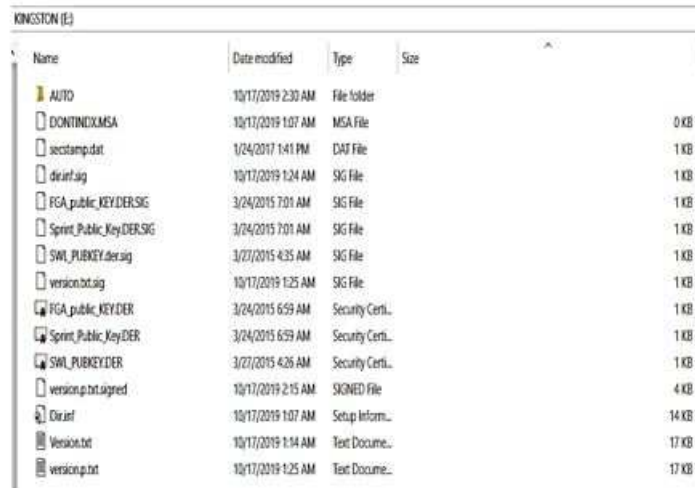 KINGSTON (E:)
Name Date modified Type Size
AUTO 10/17/2019 2:30 AM File folder
DONTINDX.MSA 10/17/2019 1:07 AM MSA File 0 KB
secstamp.dat 1/24/2017 1:41 PM DAT File 1 KB
dir.inf.sig 10/17/2019 1:24 AM SIG File 1 KB
FGA_public_KEY.DER.SIG 3/24/2015 7:01 AM SIG File 1 KB
Sprint_Public_Key.DER.SIG 3/24/2015 7:01 AM SIG File 1 KB
SWL_PUBKEY.der.sig 3/27/2015 4:35 AM SIG File 1 KB
version.txt.sig 10/17/2019 1:25 AM SIG File 1 KB
FGA_public_KEY.DER 3/24/2015 6:59 AM Security Certi... 1 KB
Sprint_Public_Key.DER 3/24/2015 6:59 AM Security Certi... 1 KB
SWL_PUBKEY.DER 3/27/2015 4:26 AM Security Certi... 1 KB
version.p.txt.signed 10/17/2019 2:15 AM SIGNED File 4 KB
Dir.inf 10/17/2019 1:07 AM Setup Inform... 14 KB
Version.txt 10/17/2019 1:14 AM Text Docume... 17 KB
version.p.txt 10/17/2019 1:25 AM Text Docume... 17 KB